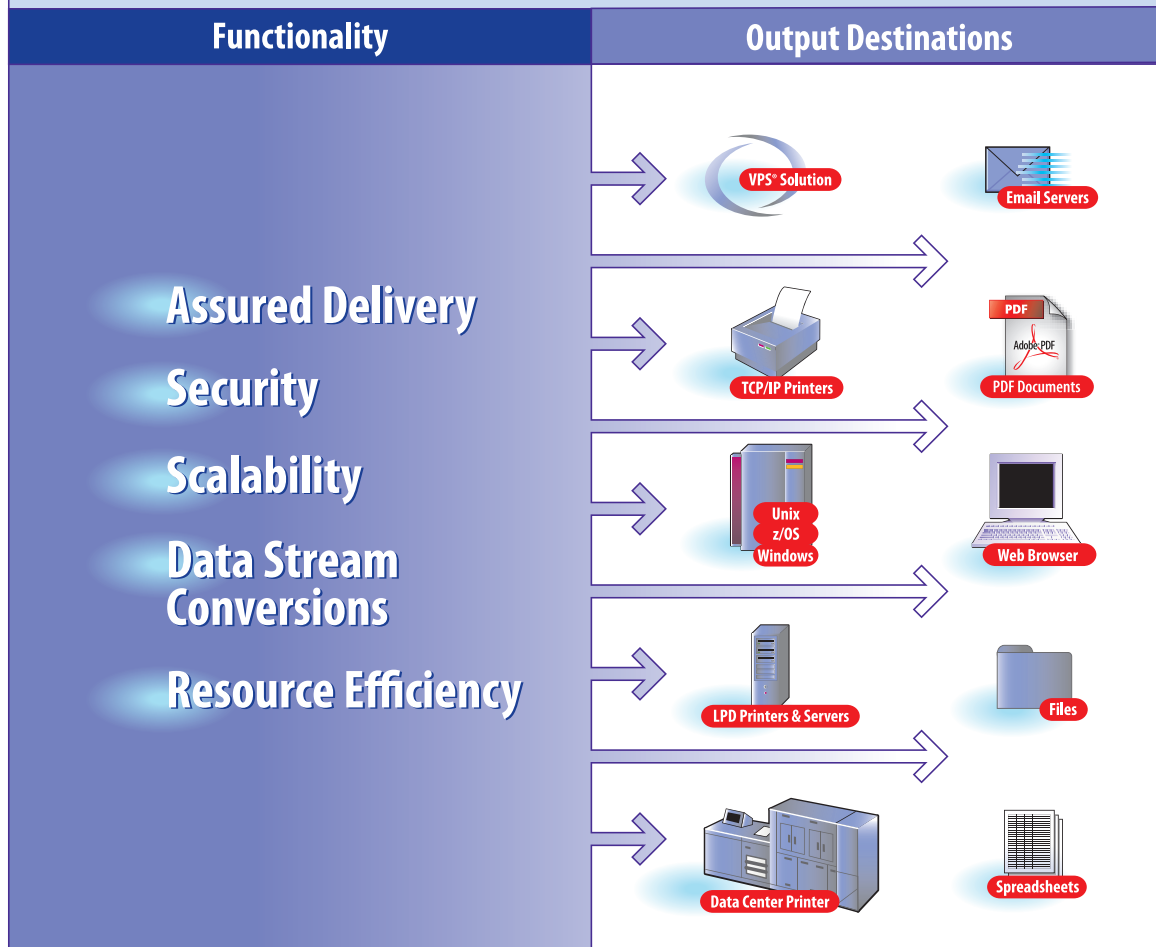 Functionality
Output Destinations
Assured Delivery
Security
Scalability
Data Stream
Conversions
Resource Efficiency
VPS® Solution
Email Servers
TCP/IP Printers
PDF
Adobe PDF
PDF Documents
Unix
z/OS
Windows
Web Browser
LPD Printers & Servers
Files
Data Center Printer
Spreadsheets